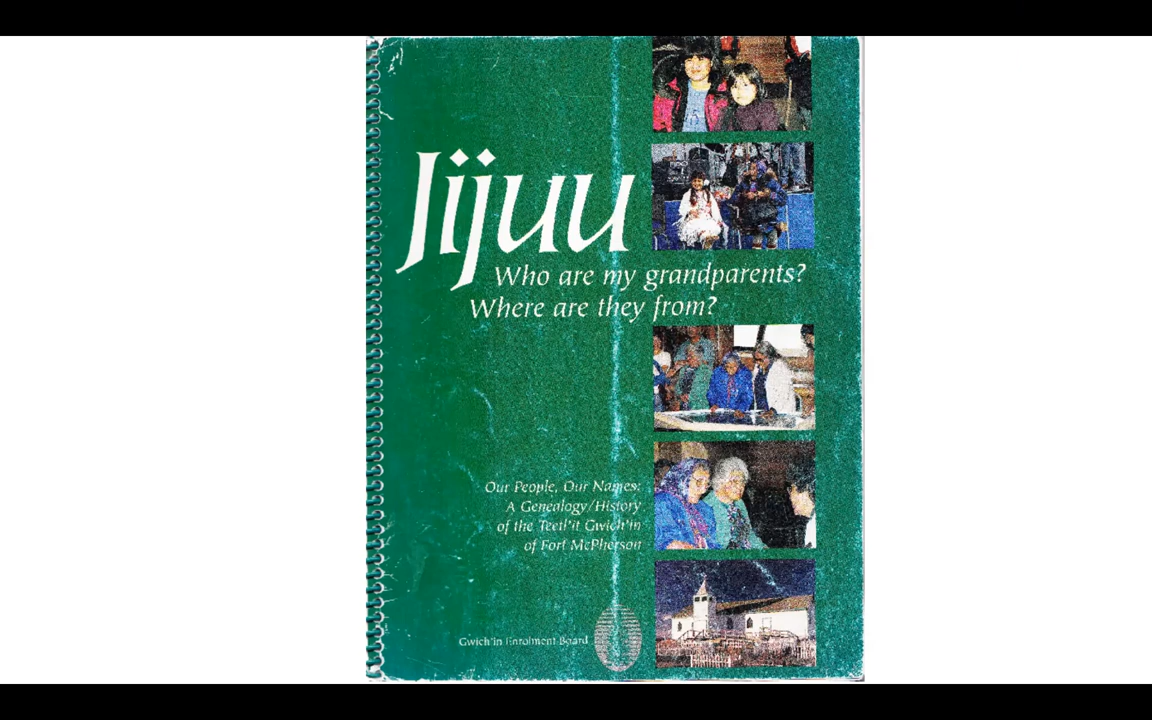 Jijuu
Who are my grandparents?
Where are they from?
Our People, Our Names:
A Genealogy/History
of the Teetl'it Gwich'in
of Fort McPherson
Gwich'in Enrolment Board